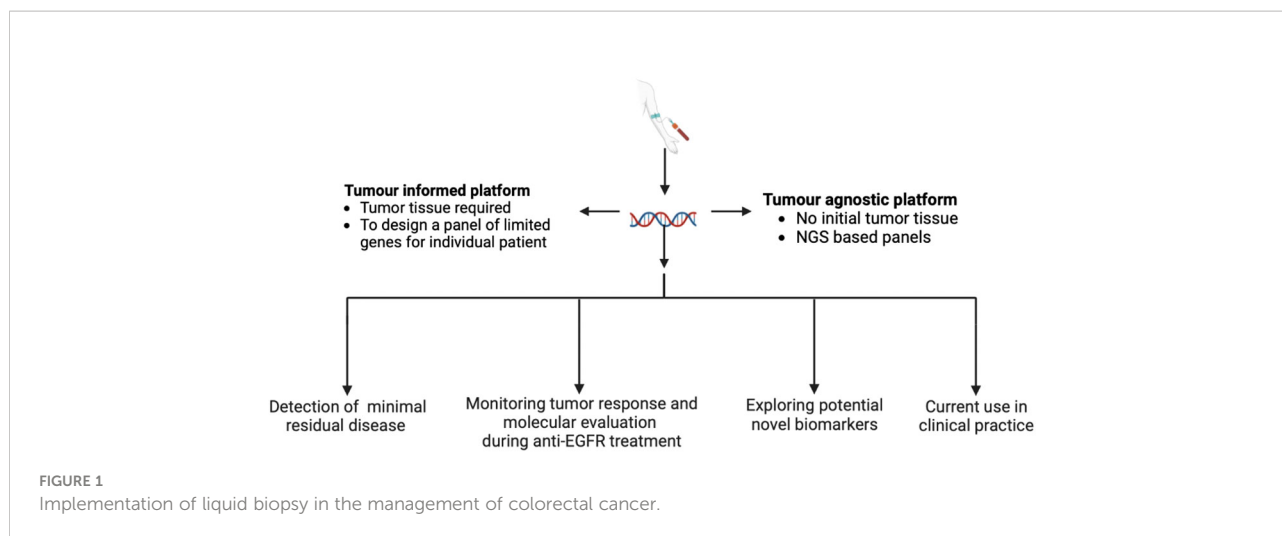 Tumour informed platform
• Tumor tissue required
• To design a panel of limited
genes for individual patient
Tumour agnostic platform
• No initial tumor tissue
• NGS based panels
Detection of minimal
residual disease
Monitoring tumor response and
molecular evaluation
during anti-EGFR treatment
Exploring potential
novel biomarkers
Current use in
clinical practice
FIGURE 1
Implementation of liquid biopsy in the management of colorectal cancer.